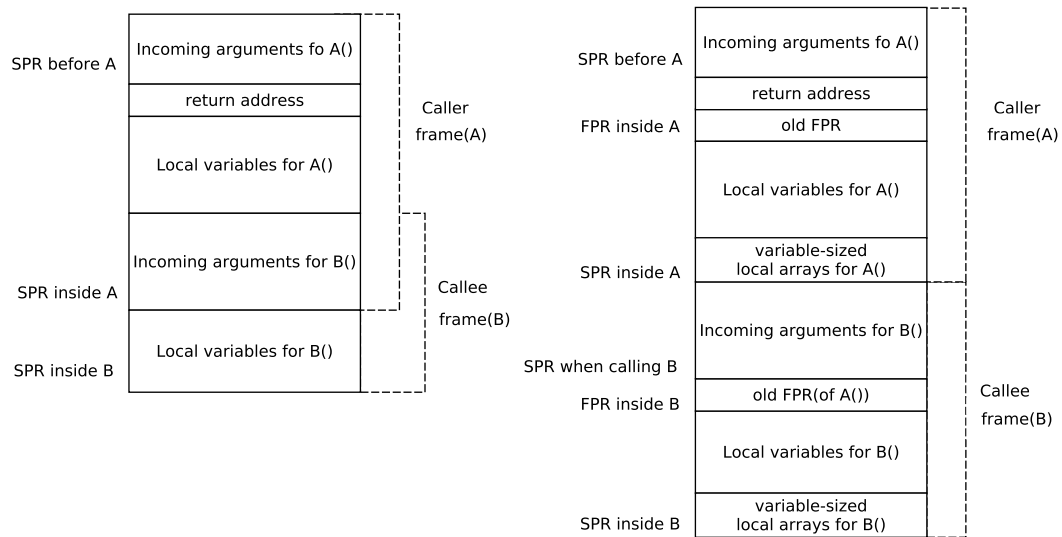 Incoming arguments fo A()
SPR before A
return address
Caller
frame(A)
Local variables for A()
Incoming arguments for B()
SPR inside A
Callee
frame(B)
Local variables for B()
SPR inside B
Incoming arguments fo A()
SPR before A
return address
Caller
frame(A)
FPR inside A
old FPR
Local variables for A()
variable-sized
local arrays for A()
SPR inside A
Incoming arguments for B()
SPR when calling B
old FPR(of A())
FPR inside B
Callee
frame(B)
Local variables for B()
variable-sized
local arrays for B()
SPR inside B